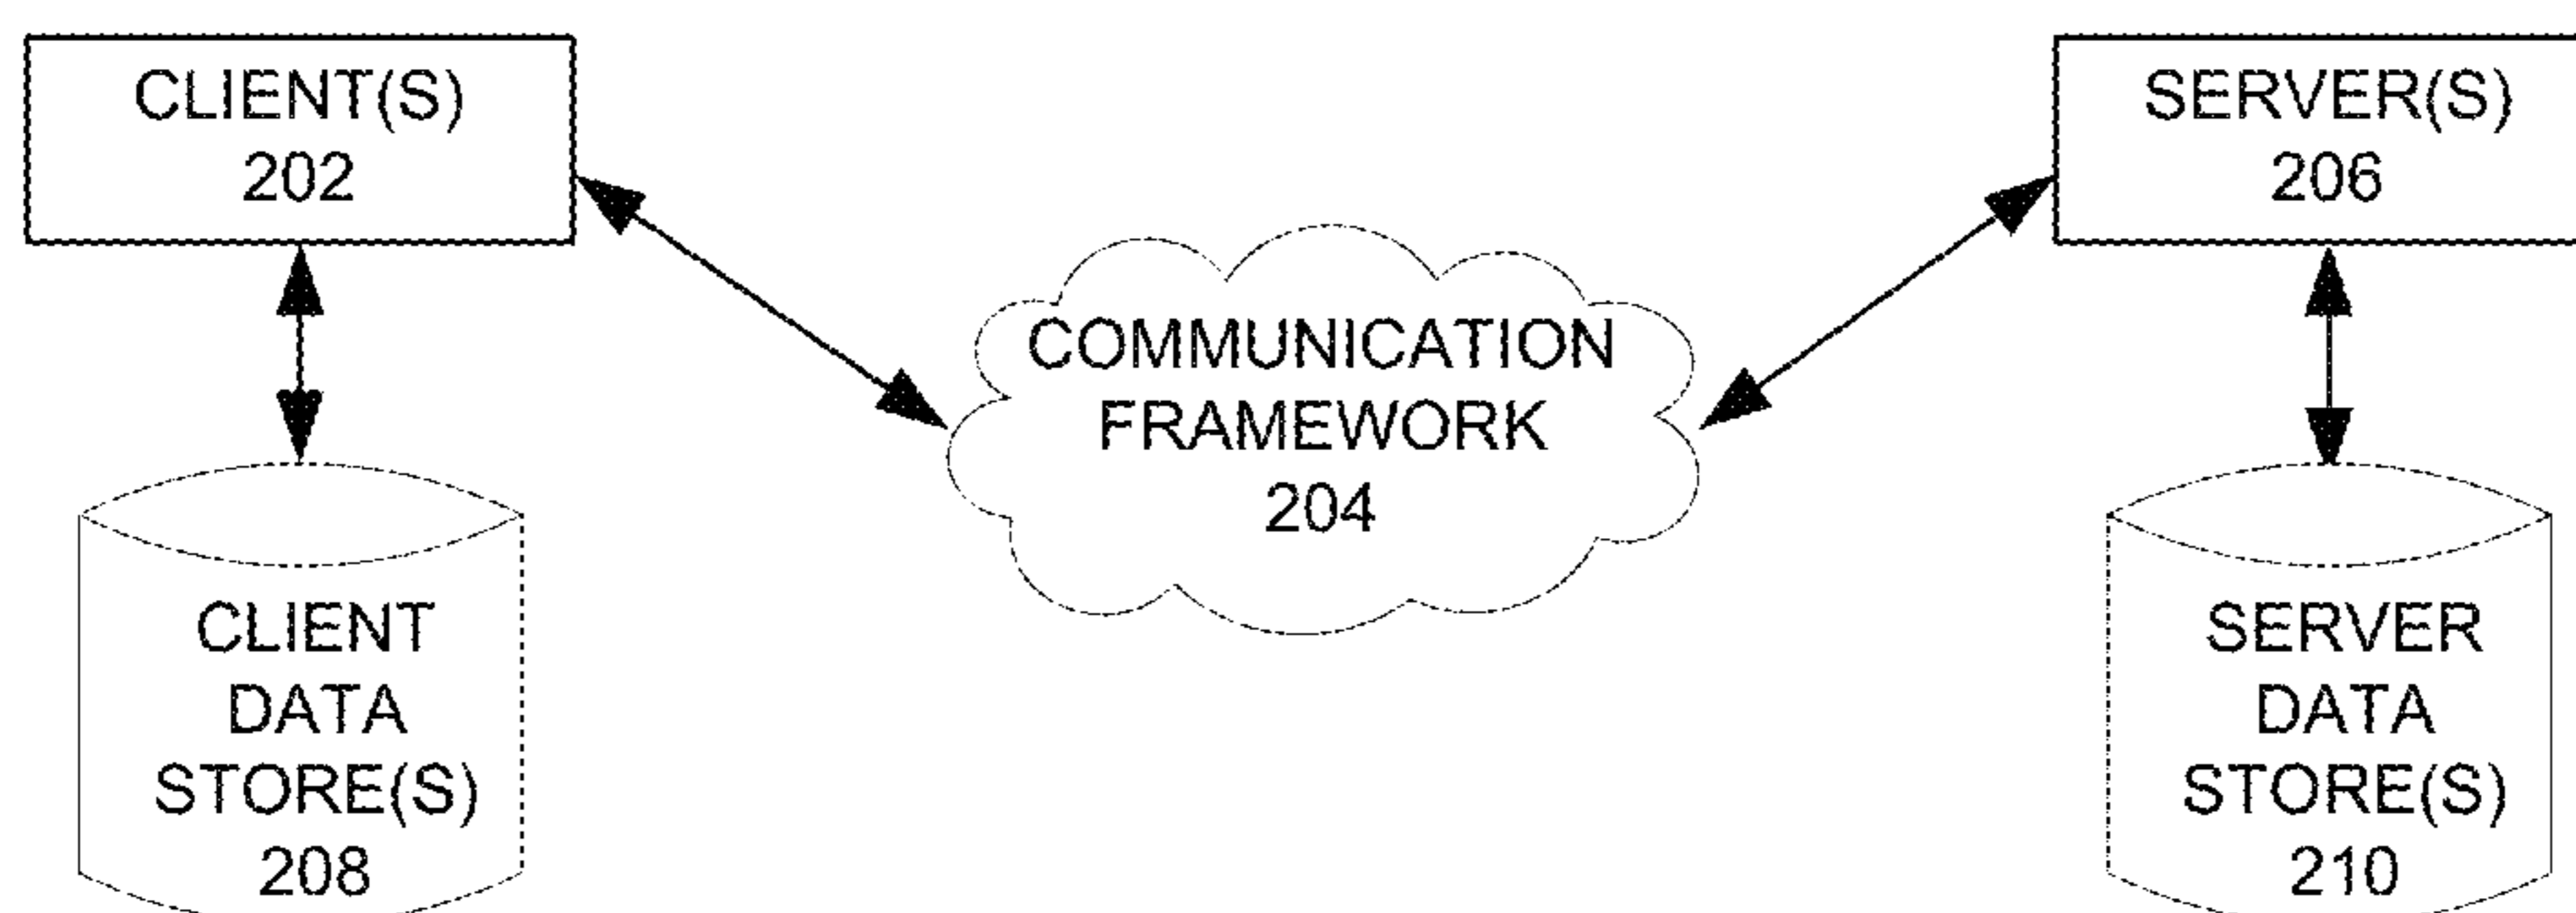 CLIENT(S)
202
SERVER(S)
206
COMMUNICATION
FRAMEWORK
204
CLIENT
DATA
STORE(S)
208
SERVER
DATA
STORE(S)
210